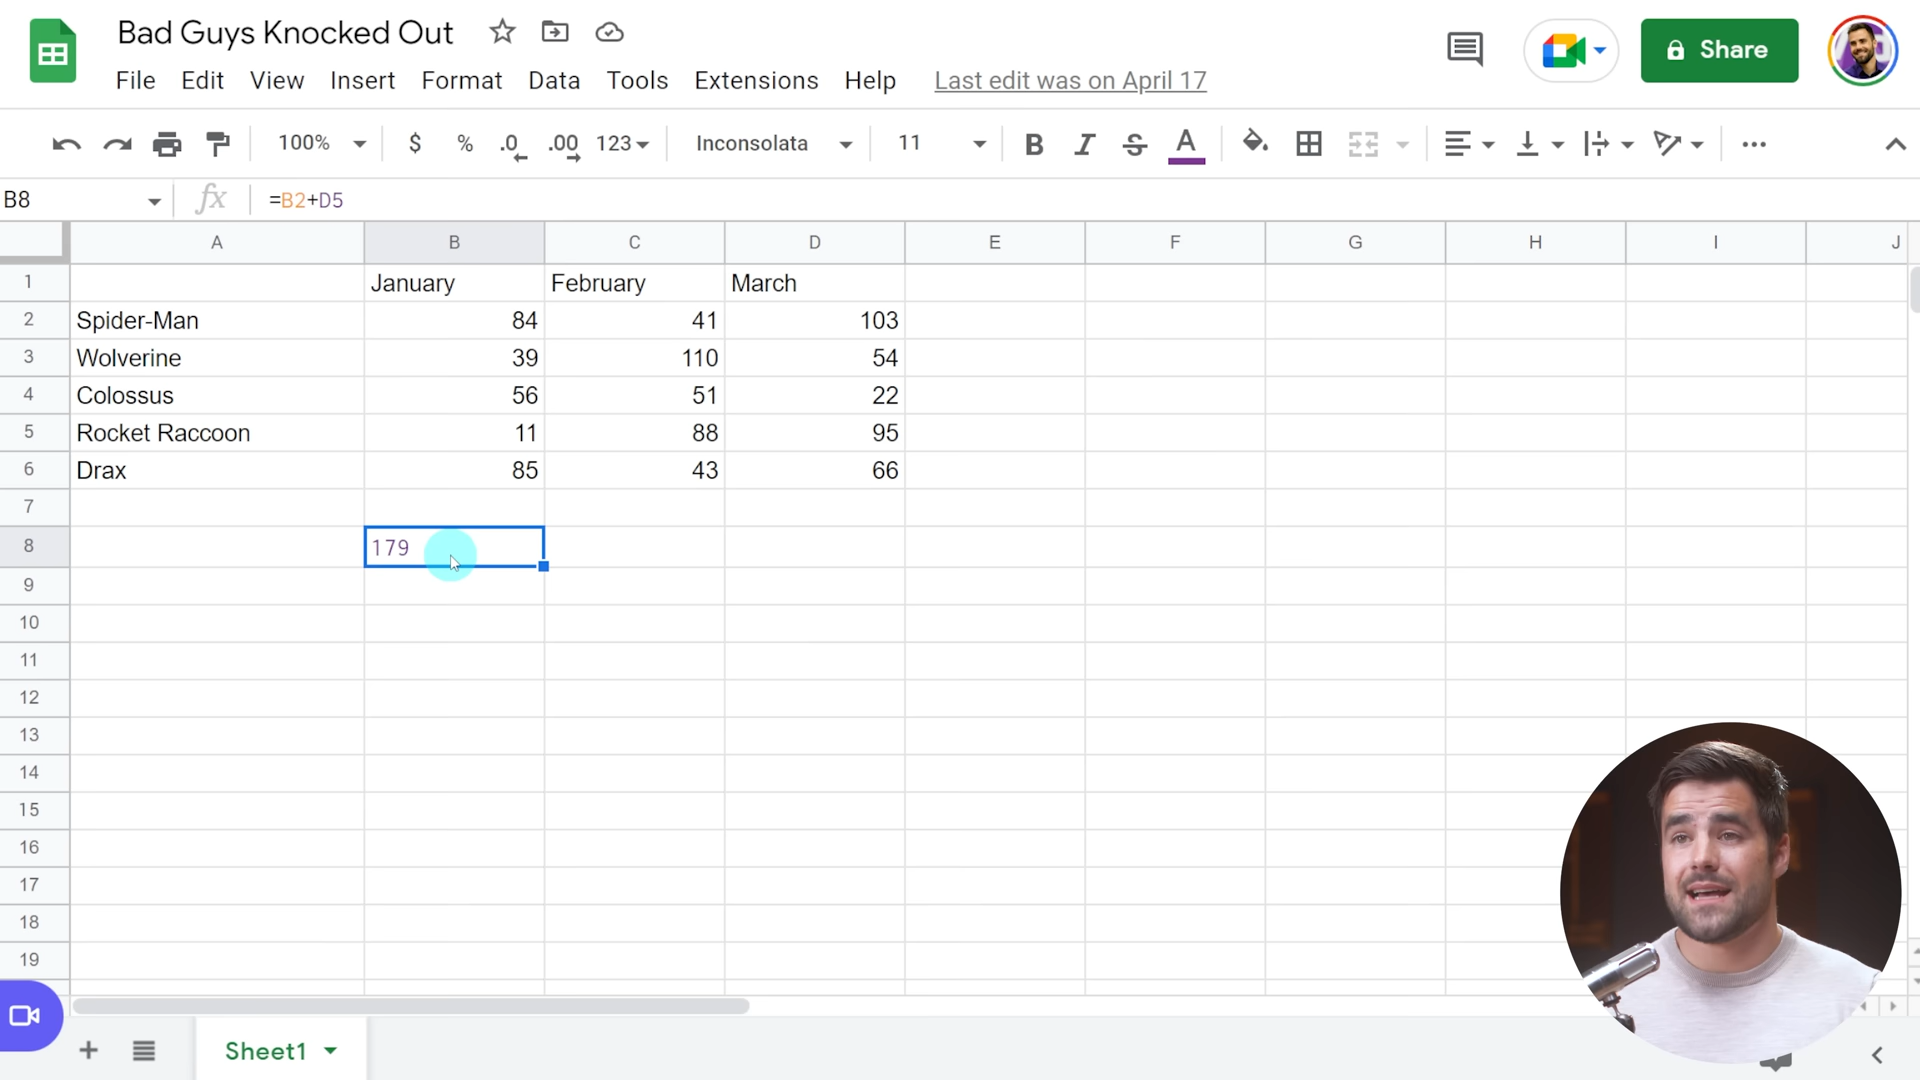 Bad Guys Knocked Out
File Edit View Insert Format Data Tools Extensions Help Last edit was on April 17
Share
100% $ % .0 .00 123 Inconsolata 11 B I S A
B8 fx =B2+D5
A B C D E F G H I J
1 January February March
2 Spider-Man 84 41 103
3 Wolverine 39 110 54
4 Colossus 56 51 22
5 Rocket Raccoon 11 88 95
6 Drax 85 43 66
7
8 179
9
10
11
12
13
14
15
16
17
18
19
Sheet1